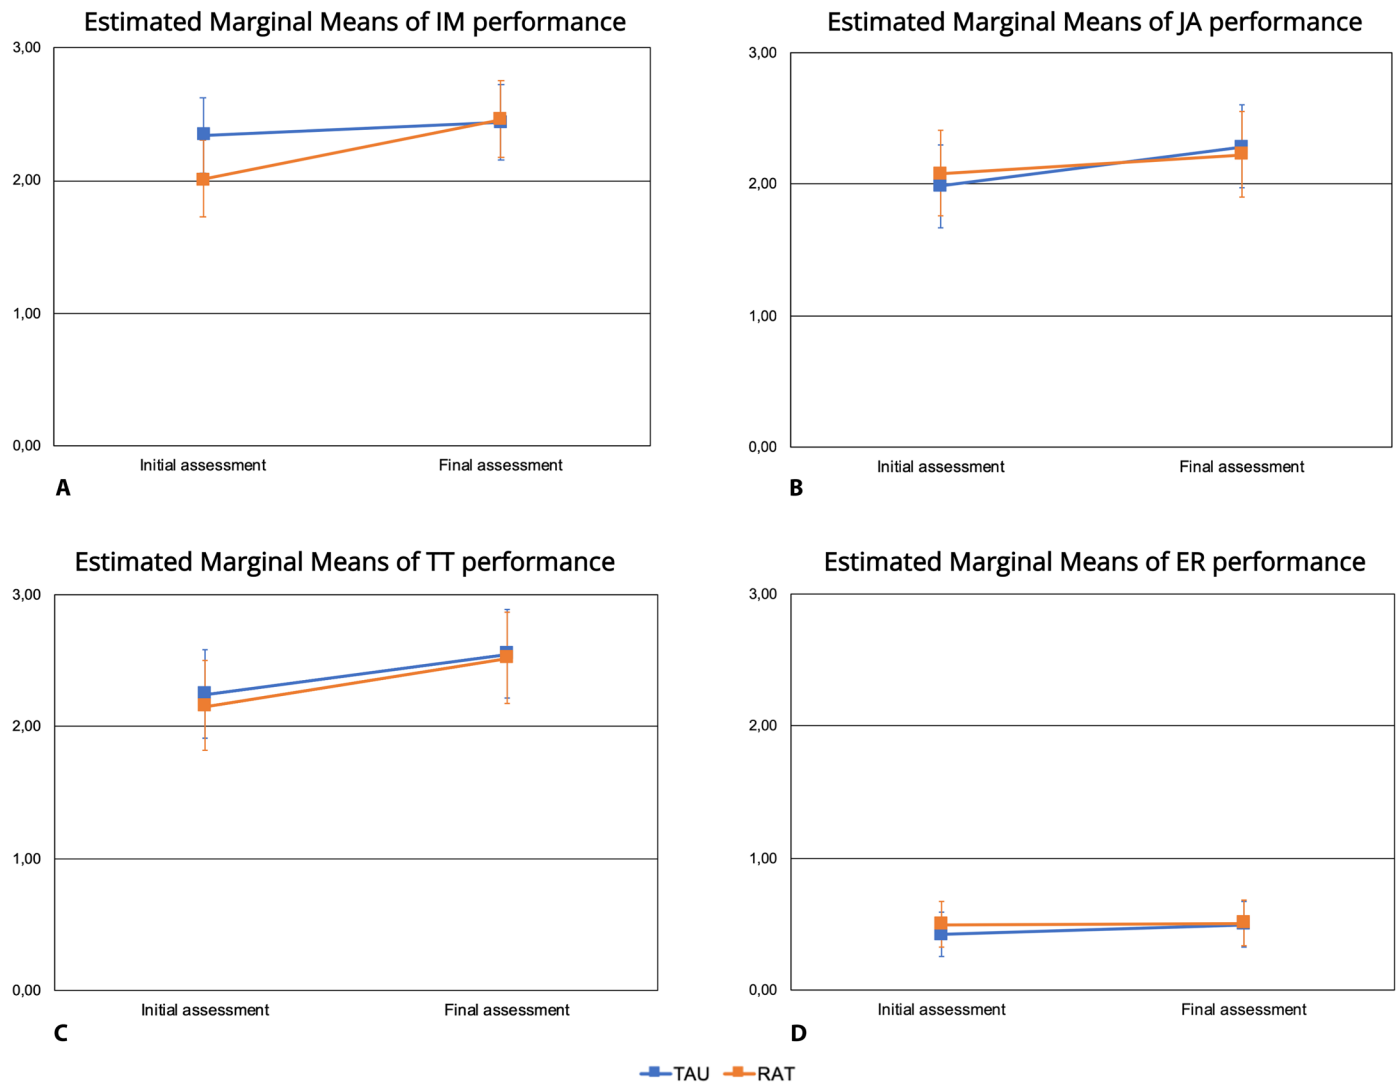 Estimated Marginal Means of IM performance
3,00
2,00
1,00
0,00
Initial assessment Final assessment
A
Estimated Marginal Means of JA performance
3,00
2,00
1,00
0,00
Initial assessment Final assessment
B
Estimated Marginal Means of TT performance
3,00
2,00
1,00
0,00
Initial assessment Final assessment
C
Estimated Marginal Means of ER performance
3,00
2,00
1,00
0,00
Initial assessment Final assessment
D
TAU RAT